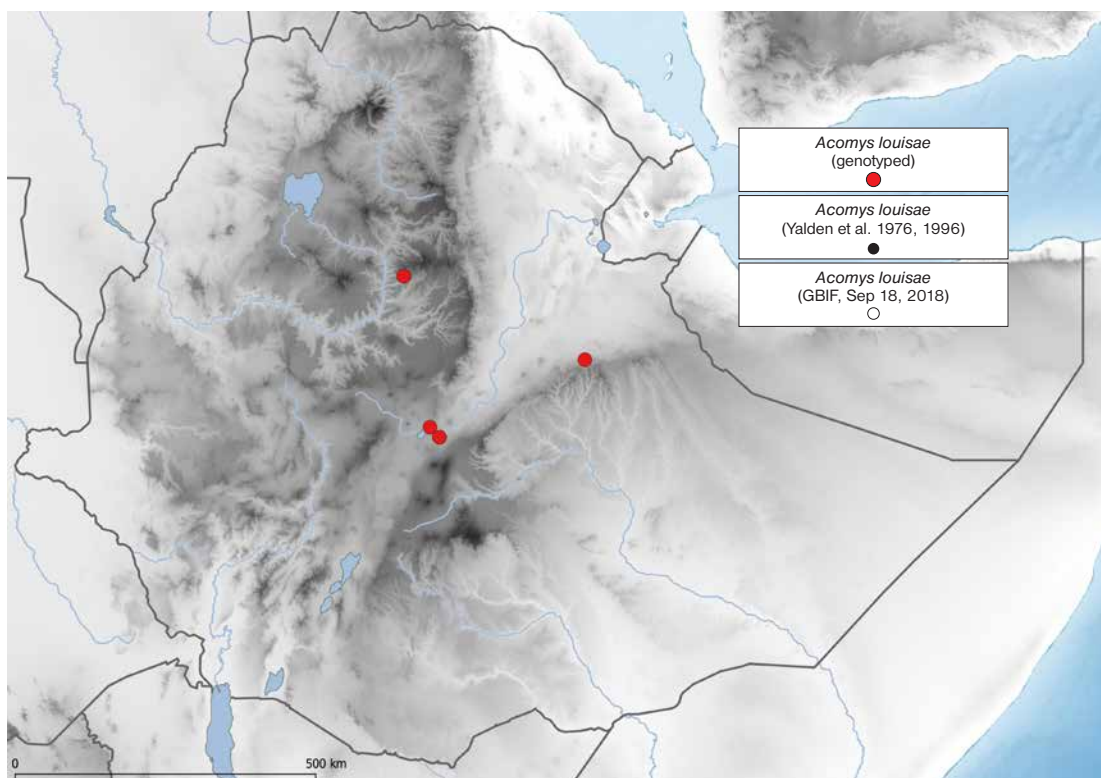 Acomys louisae
(genotyped)
Acomys louisae
(Yalden et al. 1976, 1996)
Acomys louisae
(GBIF, Sep 18, 2018)
0
500 km